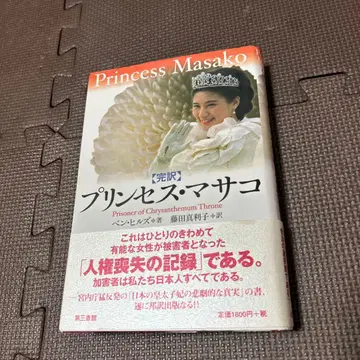 Princess Masako
【完訳】
プリンセス・マサコ
Prisoner of Chrysanthemum Throne
ベン・ヒルズ◆著 藤田真利子◆訳
これはひとりのきわめて
有能な女性が被害者となった
「人権喪失の記録」である。
加害者は私たち日本人すべてである。
──宮内庁猛反発の「日本の皇太子妃の悲劇的な真実」の書、
遂に邦訳出版なる!!
第三書館
定価1800円+税